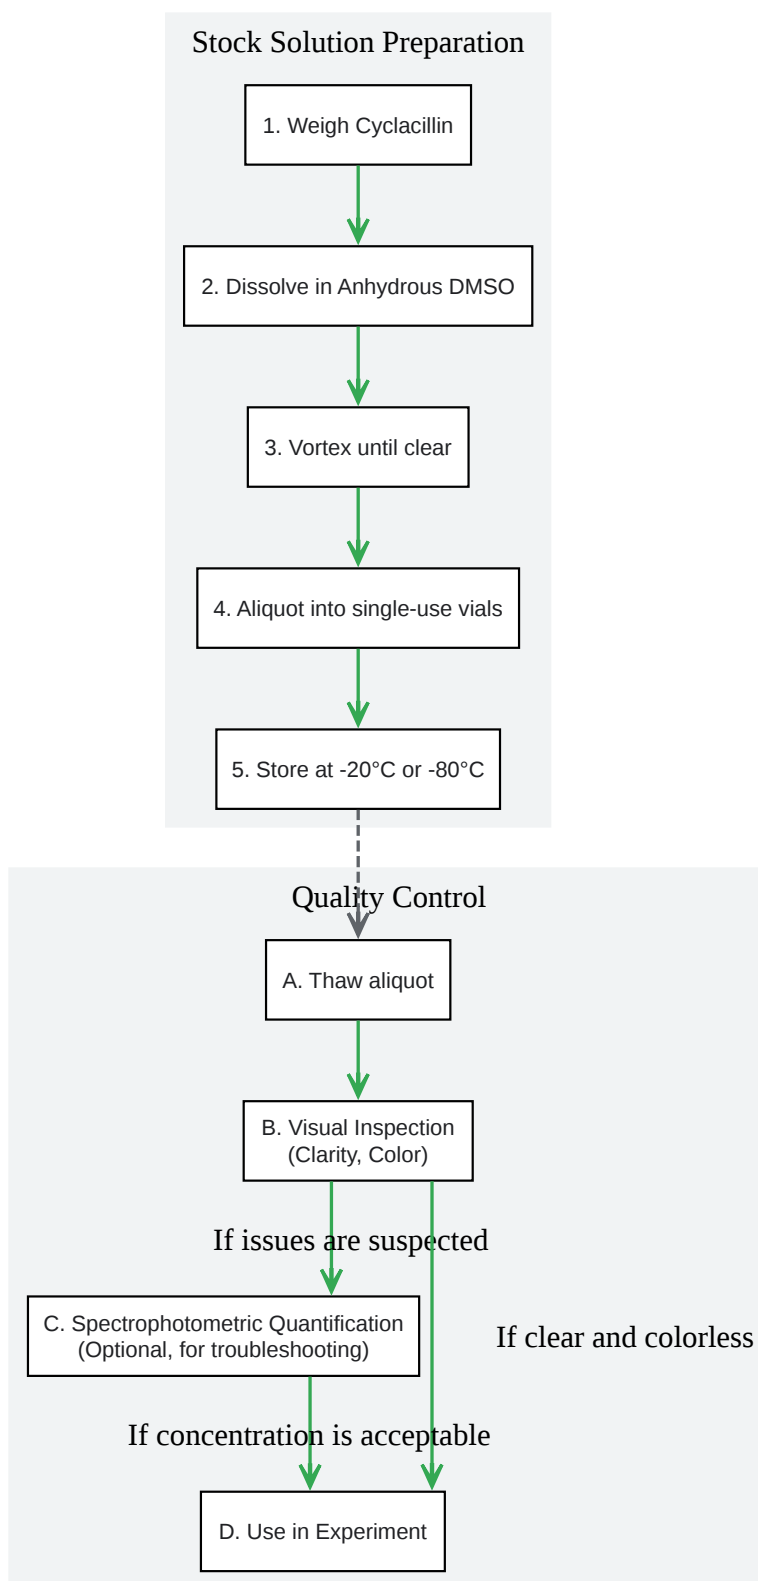 Stock Solution Preparation
1. Weigh Cyclacillin
2. Dissolve in Anhydrous DMSO
3. Vortex until clear
4. Aliquot into single-use vials
5. Store at -20°C or -80°C
Quality Control
A. Thaw aliquot
B. Visual Inspection
(Clarity, Color)
If issues are suspected
C. Spectrophotometric Quantification
(Optional, for troubleshooting)
If clear and colorless
If concentration is acceptable
D. Use in Experiment